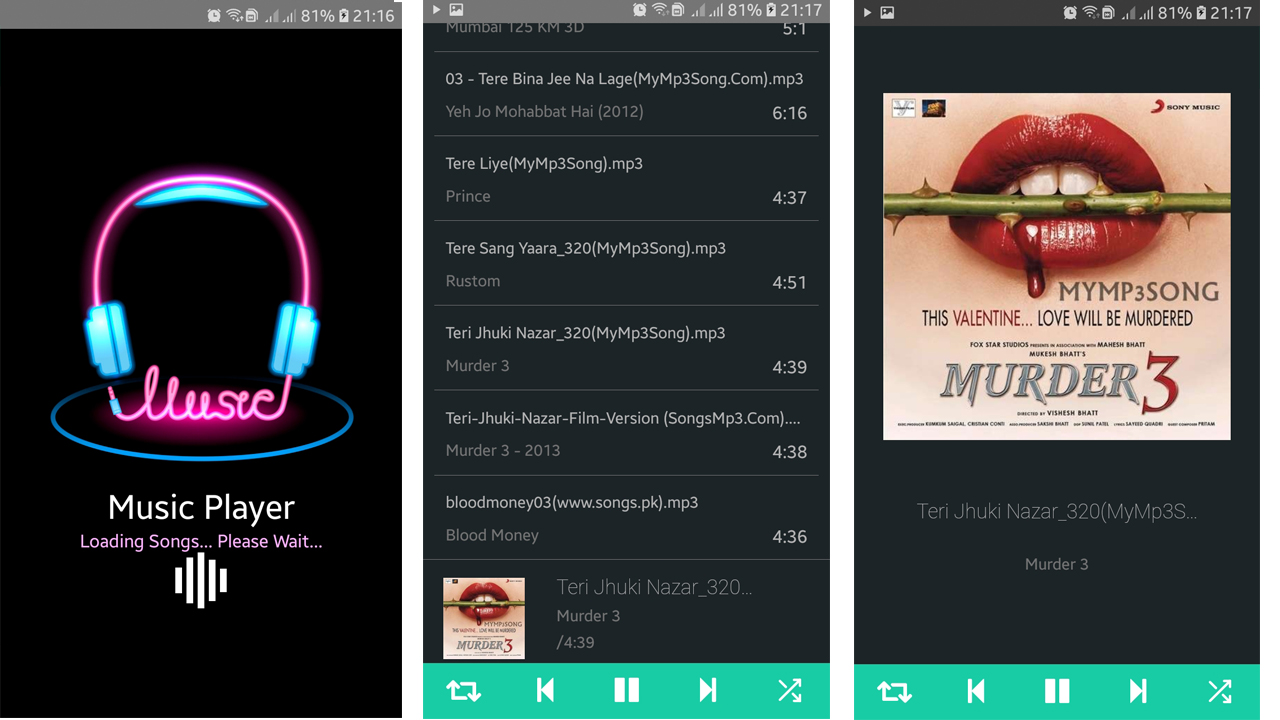 81% 21:16
Music
Music Player
Loading Songs... Please Wait...
81% 21:17
Mumbai 125 KM 3D
5:1
03 - Tere Bina Jee Na Lage(MyMp3Song.Com).mp3
Yeh Jo Mohabbat Hai (2012)
6:16
Tere Liye(MyMp3Song).mp3
Prince
4:37
Tere Sang Yaara_320(MyMp3Song).mp3
Rustom
4:51
Teri Jhuki Nazar_320(MyMp3Song).mp3
Murder 3
4:39
Teri-Jhuki-Nazar-Film-Version (SongsMp3.Com)....
Murder 3 - 2013
4:38
bloodmoney03(www.songs.pk).mp3
Blood Money
4:36
MYMP3SONG
THIS VALENTINE... LOVE WILL BE MURDERED
MURDER 3
Teri Jhuki Nazar_320...
Murder 3
/4:39
81% 21:17
SONY MUSIC
MYMP3SONG
THIS VALENTINE... LOVE WILL BE MURDERED
FOX STAR STUDIOS PRESENTS IN ASSOCIATION WITH MAHESH BHATT
MUKESH BHATT'S
MURDER 3
DIRECTED BY VISHESH BHATT
KUMKUM SAIGAL, CRISTIAN CONTI SAKSHI BHATT SUNIL PATEL LYRICS SAYEED QUADRI GUEST COMPOSER PRITAM
Teri Jhuki Nazar_320(MyMp3S...
Murder 3